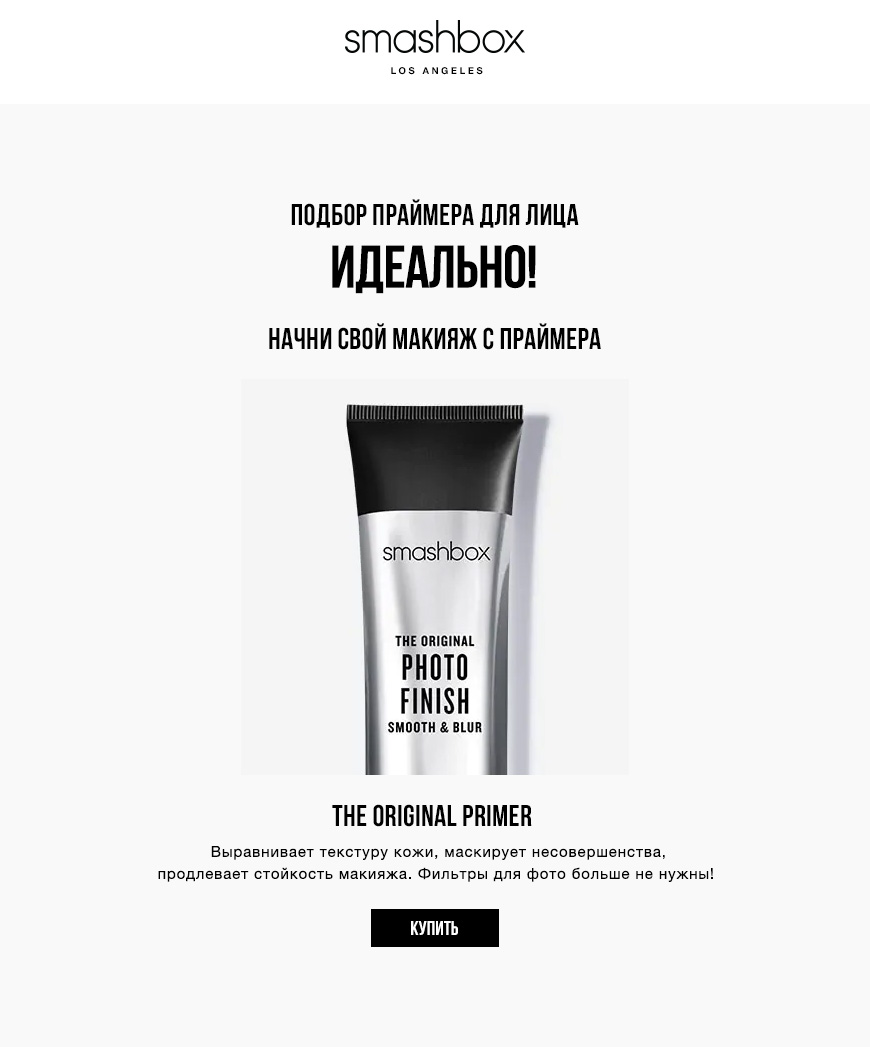 smashbox
LOS ANGELES
ПОДБОР ПРАЙМЕРА ДЛЯ ЛИЦА
ИДЕАЛЬНО!
НАЧНИ СВОЙ МАКИЯЖ С ПРАЙМЕРА
smashbox
THE ORIGINAL
PHOTO
FINISH
SMOOTH & BLUR
THE ORIGINAL PRIMER
Выравнивает текстуру кожи, маскирует несовершенства,
продлевает стойкость макияжа. Фильтры для фото больше не нужны!
КУПИТЬ